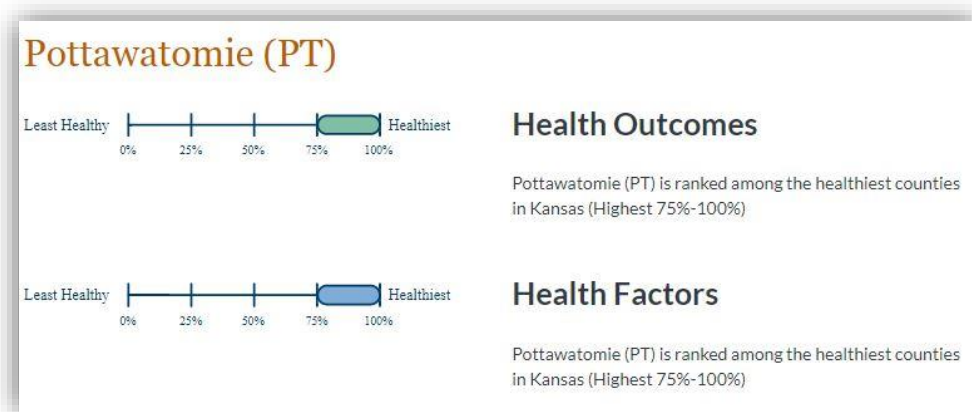 Pottawatomie (PT)
Least Healthy
Healthiest
0%
25%
50%
75%
100%
Health Outcomes
Pottawatomie (PT) is ranked among the healthiest counties
in Kansas (Highest 75%-100%)
Least Healthy
Healthiest
0%
25%
50%
75%
100%
Health Factors
Pottawatomie (PT) is ranked among the healthiest counties
in Kansas (Highest 75%-100%)